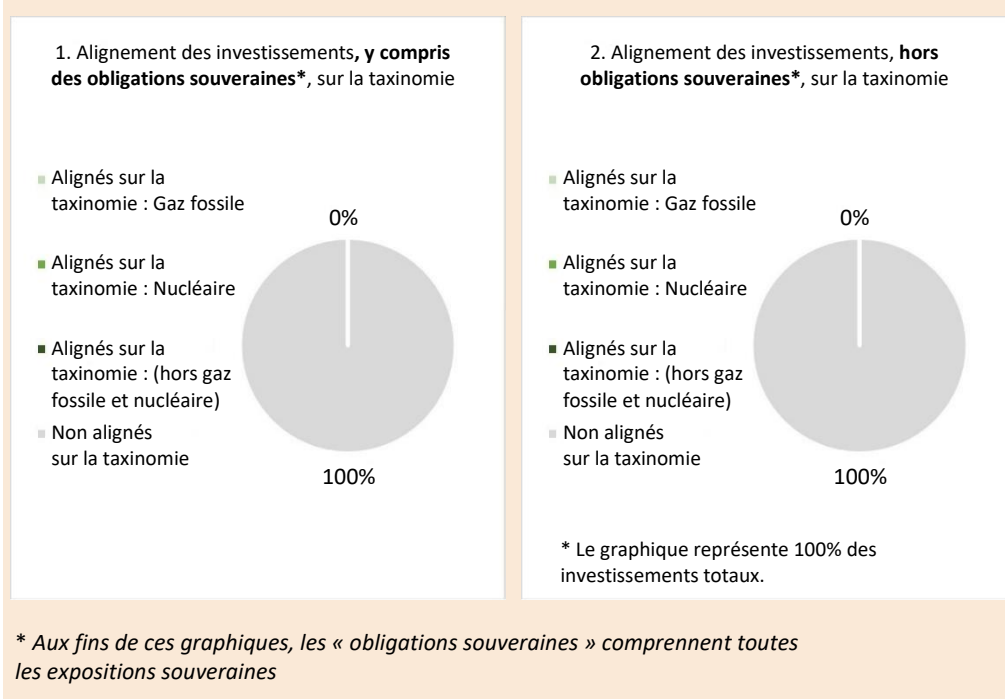 1. Alignement des investissements, y compris
des obligations souveraines*, sur la taxinomie
Alignés sur la
taxinomie : Gaz fossile
Alignés sur la
taxinomie : Nucléaire
Alignés sur la
taxinomie : (hors gaz
fossile et nucléaire)
Non alignés
sur la taxinomie
0%
100%
2. Alignement des investissements, hors
obligations souveraines*, sur la taxinomie
Alignés sur la
taxinomie : Gaz fossile
Alignés sur la
taxinomie : Nucléaire
Alignés sur la
taxinomie : (hors gaz
fossile et nucléaire)
Non alignés
sur la taxinomie
0%
100%
* Le graphique représente 100% des
investissements totaux.
* Aux fins de ces graphiques, les « obligations souveraines » comprennent toutes
les expositions souveraines